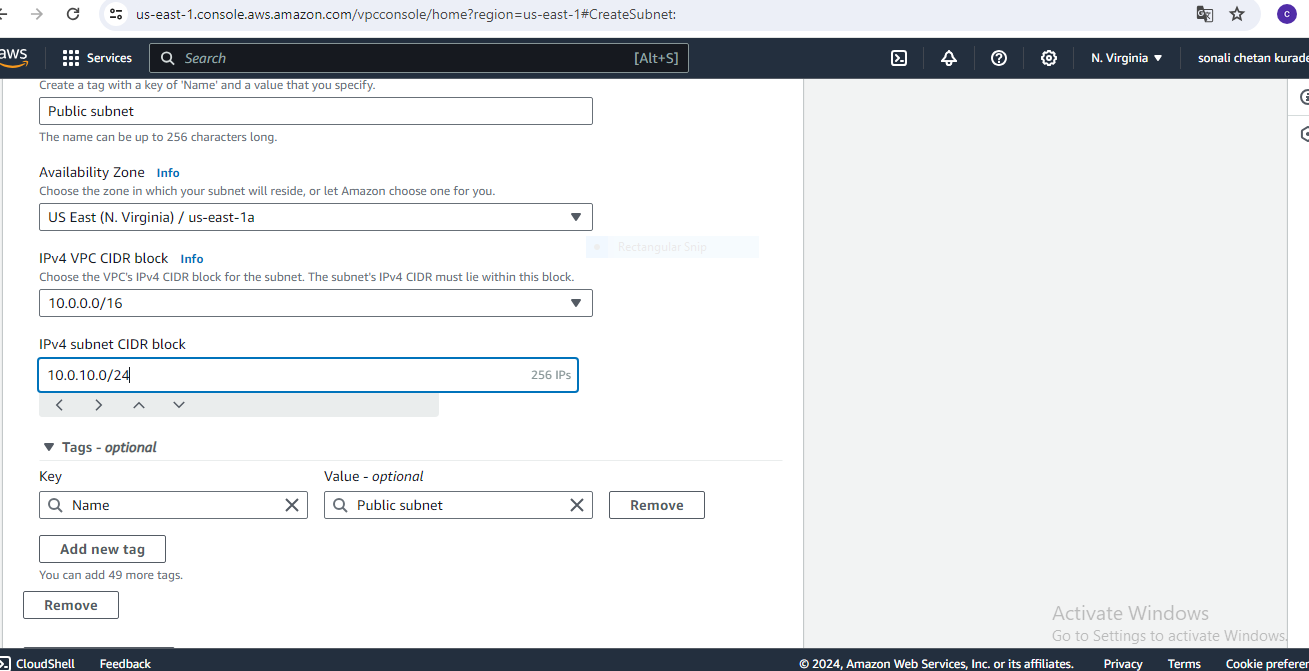 us-east-1.console.aws.amazon.com/vpcconsole/home?region=us-east-1#CreateSubnet:
C
aws Services Search [Alt+S] N. Virginia sonali chetan kurade
Create a tag with a key of 'Name' and a value that you specify.
Public subnet
The name can be up to 256 characters long.
Availability Zone Info
Choose the zone in which your subnet will reside, or let Amazon choose one for you.
US East (N. Virginia) / us-east-1a
Rectangular Snip
IPv4 VPC CIDR block Info
Choose the VPC's IPv4 CIDR block for the subnet. The subnet's IPv4 CIDR must lie within this block.
10.0.0.0/16
IPv4 subnet CIDR block
10.0.10.0/24 256 IPs
Tags - optional
Key Value - optional
Name Public subnet Remove
Add new tag
You can add 49 more tags.
Remove
Activate Windows
Go to Settings to activate Windows.
CloudShell Feedback © 2024, Amazon Web Services, Inc. or its affiliates. Privacy Terms Cookie preferen